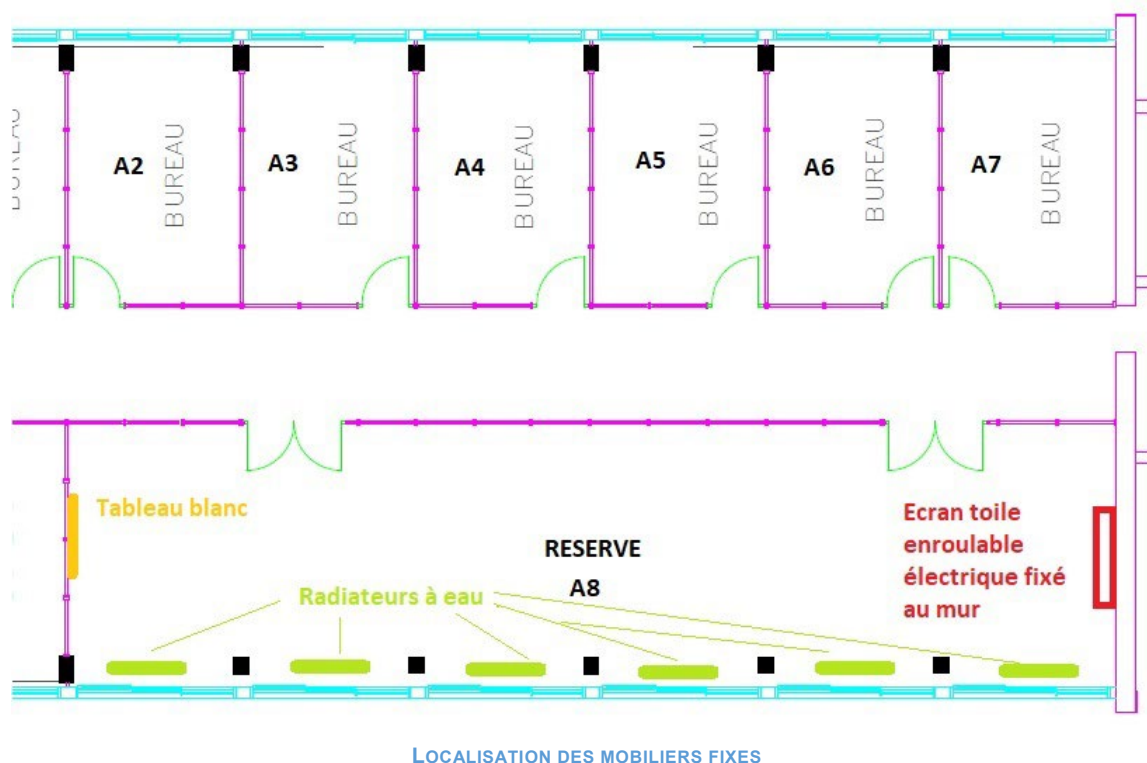 BUREAU
A2
BUREAU
A3
BUREAU
A4
BUREAU
A5
BUREAU
A6
BUREAU
A7
BUREAU
Tableau blanc
RESERVE
A8
Radiateurs à eau
Ecran toile
enroulable
électrique fixé
au mur
LOCALISATION DES MOBILIERS FIXES